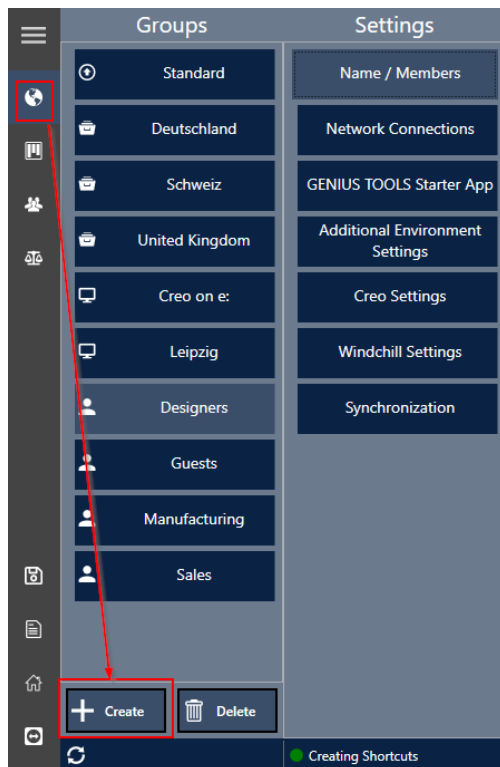 Groups
Standard
Deutschland
Schweiz
United Kingdom
Creo on e:
Leipzig
Designers
Guests
Manufacturing
Sales
Create
Delete
Settings
Name / Members
Network Connections
GENIUS TOOLS Starter App
Additional Environment
Settings
Creo Settings
Windchill Settings
Synchronization
Creating Shortcuts